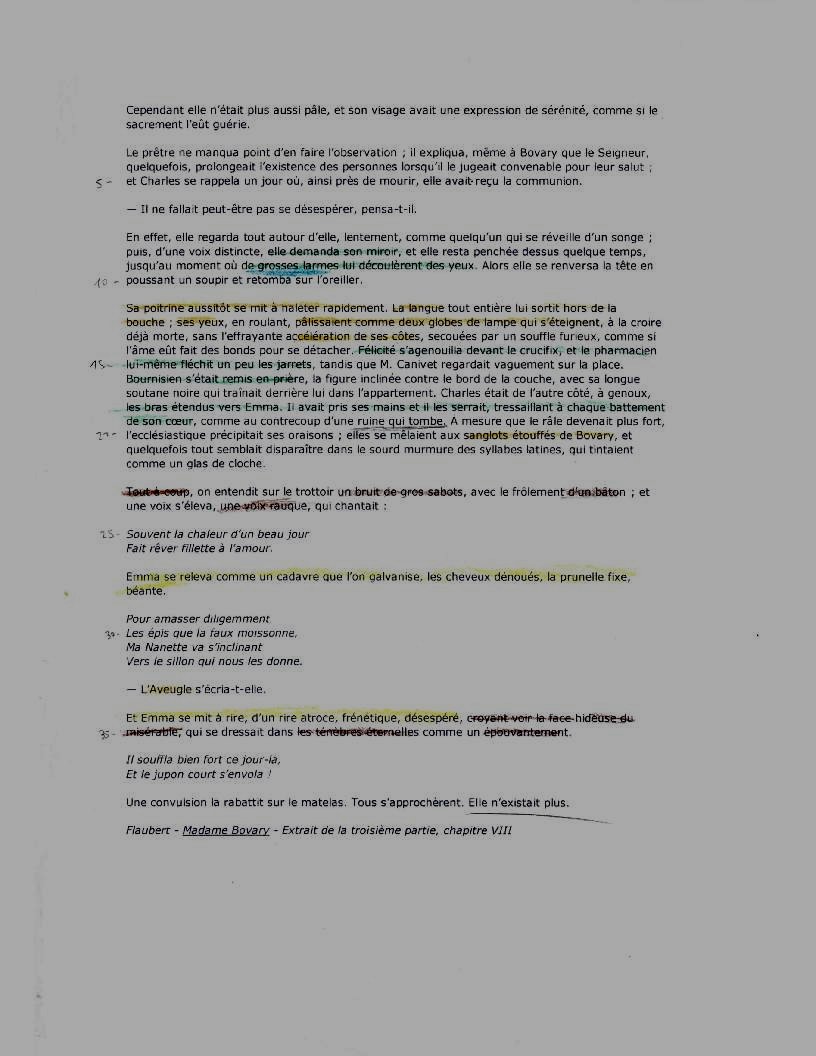 Cependant elle n'était plus aussi pâle, et son visage avait une expression de sérénité, comme si le
sacrement l'eût guérie.
Le prêtre ne manqua point d'en faire l'observation ; il expliqua, même à Bovary que le Seigneur,
quelquefois, prolongeait l'existence des personnes lorsqu'il le jugeait convenable pour leur salut ;
5- et Charles se rappela un jour où, ainsi près de mourir, elle avait reçu la communion.
— Il ne fallait peut-être pas se désespérer, pensa-t-il.
En effet, elle regarda tout autour d'elle, lentement, comme quelqu'un qui se réveille d'un songe ;
puis, d'une voix distincte, elle demanda son miroir, et elle resta penchée dessus quelque temps,
jusqu'au moment où de grosses larmes lui découlèrent des yeux. Alors elle se renversa la tête en
10- poussant un soupir et retomba sur l'oreiller.
Sa poitrine aussitôt se mit à haleter rapidement. La langue tout entière lui sortit hors de la
bouche ; ses yeux, en roulant, pâlissaient comme deux globes de lampe qui s'éteignent, à la croire
déjà morte, sans l'effrayante accélération de ses côtes, secouées par un souffle furieux, comme si
l'âme eût fait des bonds pour se détacher. Félicité s'agenouilla devant le crucifix, et le pharmacien
15- lui-même fléchit un peu les jarrets, tandis que M. Canivet regardait vaguement sur la place.
Bournisien s'était remis en prière, la figure inclinée contre le bord de la couche, avec sa longue
soutane noire qui traînait derrière lui dans l'appartement. Charles était de l'autre côté, à genoux,
les bras étendus vers Emma. Il avait pris ses mains et il les serrait, tressaillant à chaque battement
de son cœur, comme au contrecoup d'une ruine qui tombe. A mesure que le râle devenait plus fort,
20- l'ecclésiastique précipitait ses oraisons ; elles se mêlaient aux sanglots étouffés de Bovary, et
quelquefois tout semblait disparaître dans le sourd murmure des syllabes latines, qui tintaient
comme un glas de cloche.
Tout à coup, on entendit sur le trottoir un bruit de gros sabots, avec le frôlement d'un bâton ; et
une voix s'éleva, une voix rauque, qui chantait :
25- Souvent la chaleur d'un beau jour
Fait rêver fillette à l'amour.
Emma se releva comme un cadavre que l'on galvanise, les cheveux dénoués, la prunelle fixe,
béante.
Pour amasser diligemment
30- Les épis que la faux moissonne,
Ma Nanette va s'inclinant
Vers le sillon qui nous les donne.
— L'Aveugle s'écria-t-elle.
Et Emma se mit à rire, d'un rire atroce, frénétique, désespéré, croyant voir la face hideuse du
35- misérable, qui se dressait dans les ténèbres éternelles comme un épouvantement.
Il souffla bien fort ce jour-là,
Et le jupon court s'envola !
Une convulsion la rabattit sur le matelas. Tous s'approchèrent. Elle n'existait plus.
Flaubert - Madame Bovary - Extrait de la troisième partie, chapitre VIII